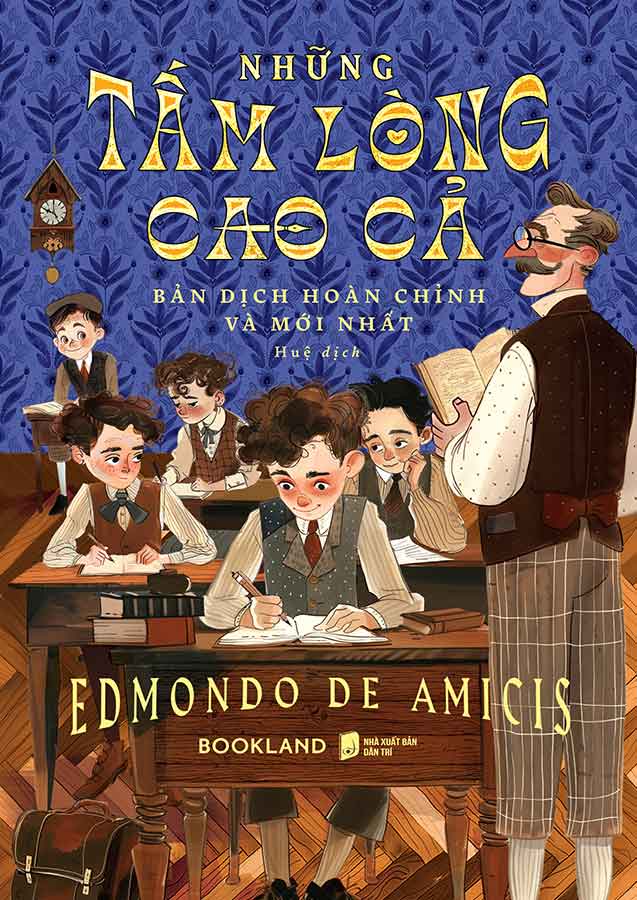 NHỮNG
TẤM LÒNG
CAO CẢ
BẢN DỊCH HOÀN CHỈNH
VÀ MỚI NHẤT
Huệ dịch
EDMONDO DE AMICIS
BOOKLAND
NHÀ XUẤT BẢN
DÂN TRÍ